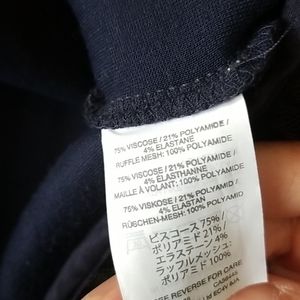 75% VISCOSE / 21% POLYAMIDE /
4% ELASTANE
RUFFLE MESH: 100% POLYAMIDE
75% VISCOSE / 21% POLYAMIDE /
4% ELASTHANNE
MAILLE À VOLANT: 100% POLYAMIDE
75% VISKOSE / 21% POLYAMID /
4% ELASTAN
RÜSCHEN-MESH: 100% POLYAMID
ビスコース 75% /
ポリアミド 21% /
エラステーン 4%
ラッフルメッシュ:
ポリアミド 100%
REVERSE FOR CARE